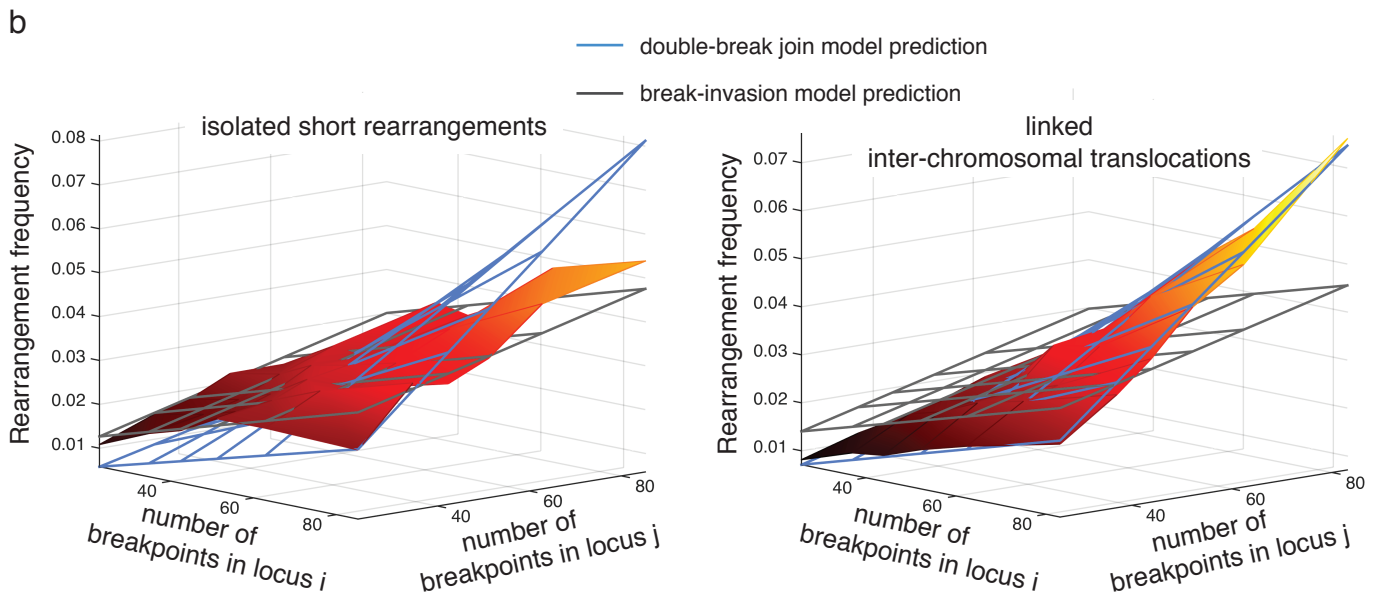 b
double-break join model prediction
break-invasion model prediction
isolated short rearrangements
Rearrangement frequency
0.08
0.07
0.06
0.05
0.04
0.03
0.02
0.01
40
60
80
number of
breakpoints in locus i
40
60
80
number of
breakpoints in locus j
linked
inter-chromosomal translocations
Rearrangement frequency
0.07
0.06
0.05
0.04
0.03
0.02
0.01
40
60
80
number of
breakpoints in locus i
40
60
80
number of
breakpoints in locus j